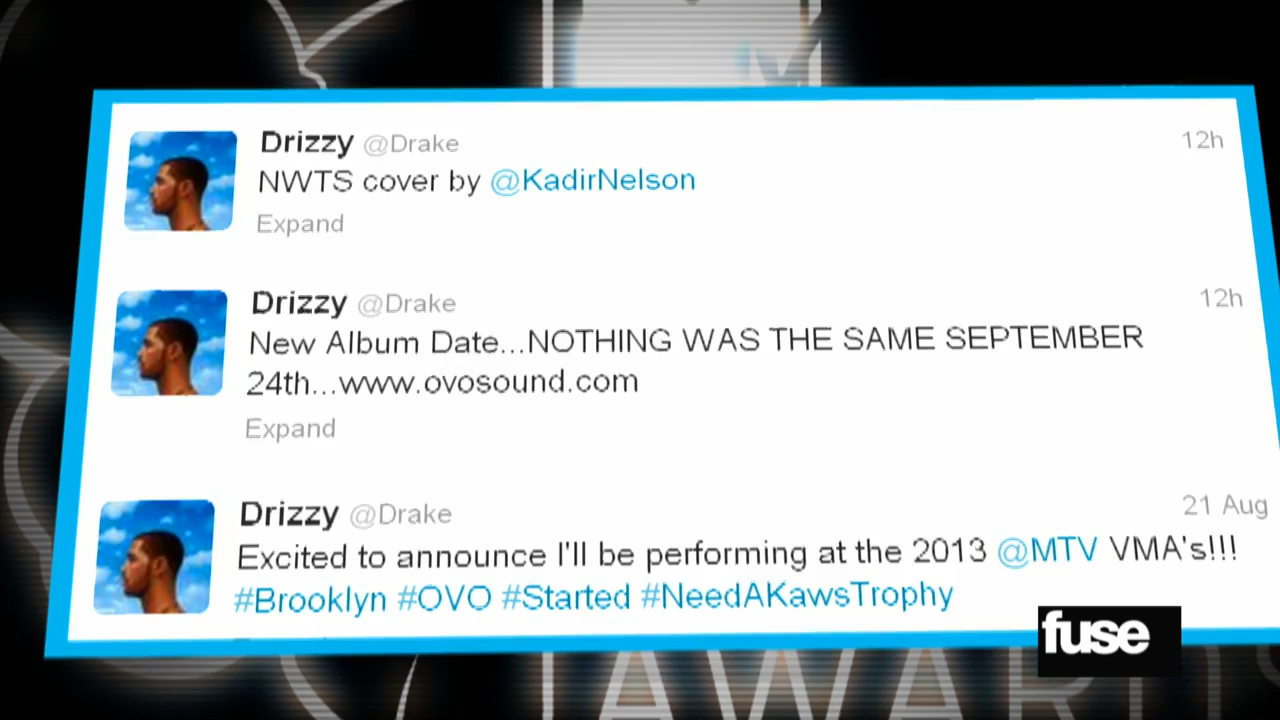 Drizzy @Drake 12h
NWTS cover by @KadirNelson
Expand
Drizzy @Drake 12h
New Album Date...NOTHING WAS THE SAME SEPTEMBER
24th...www.ovosound.com
Expand
Drizzy @Drake 21 Aug
Excited to announce I'll be performing at the 2013 @MTV VMA's!!!
#Brooklyn #OVO #Started #NeedAKawsTrophy
fuse
AWARD